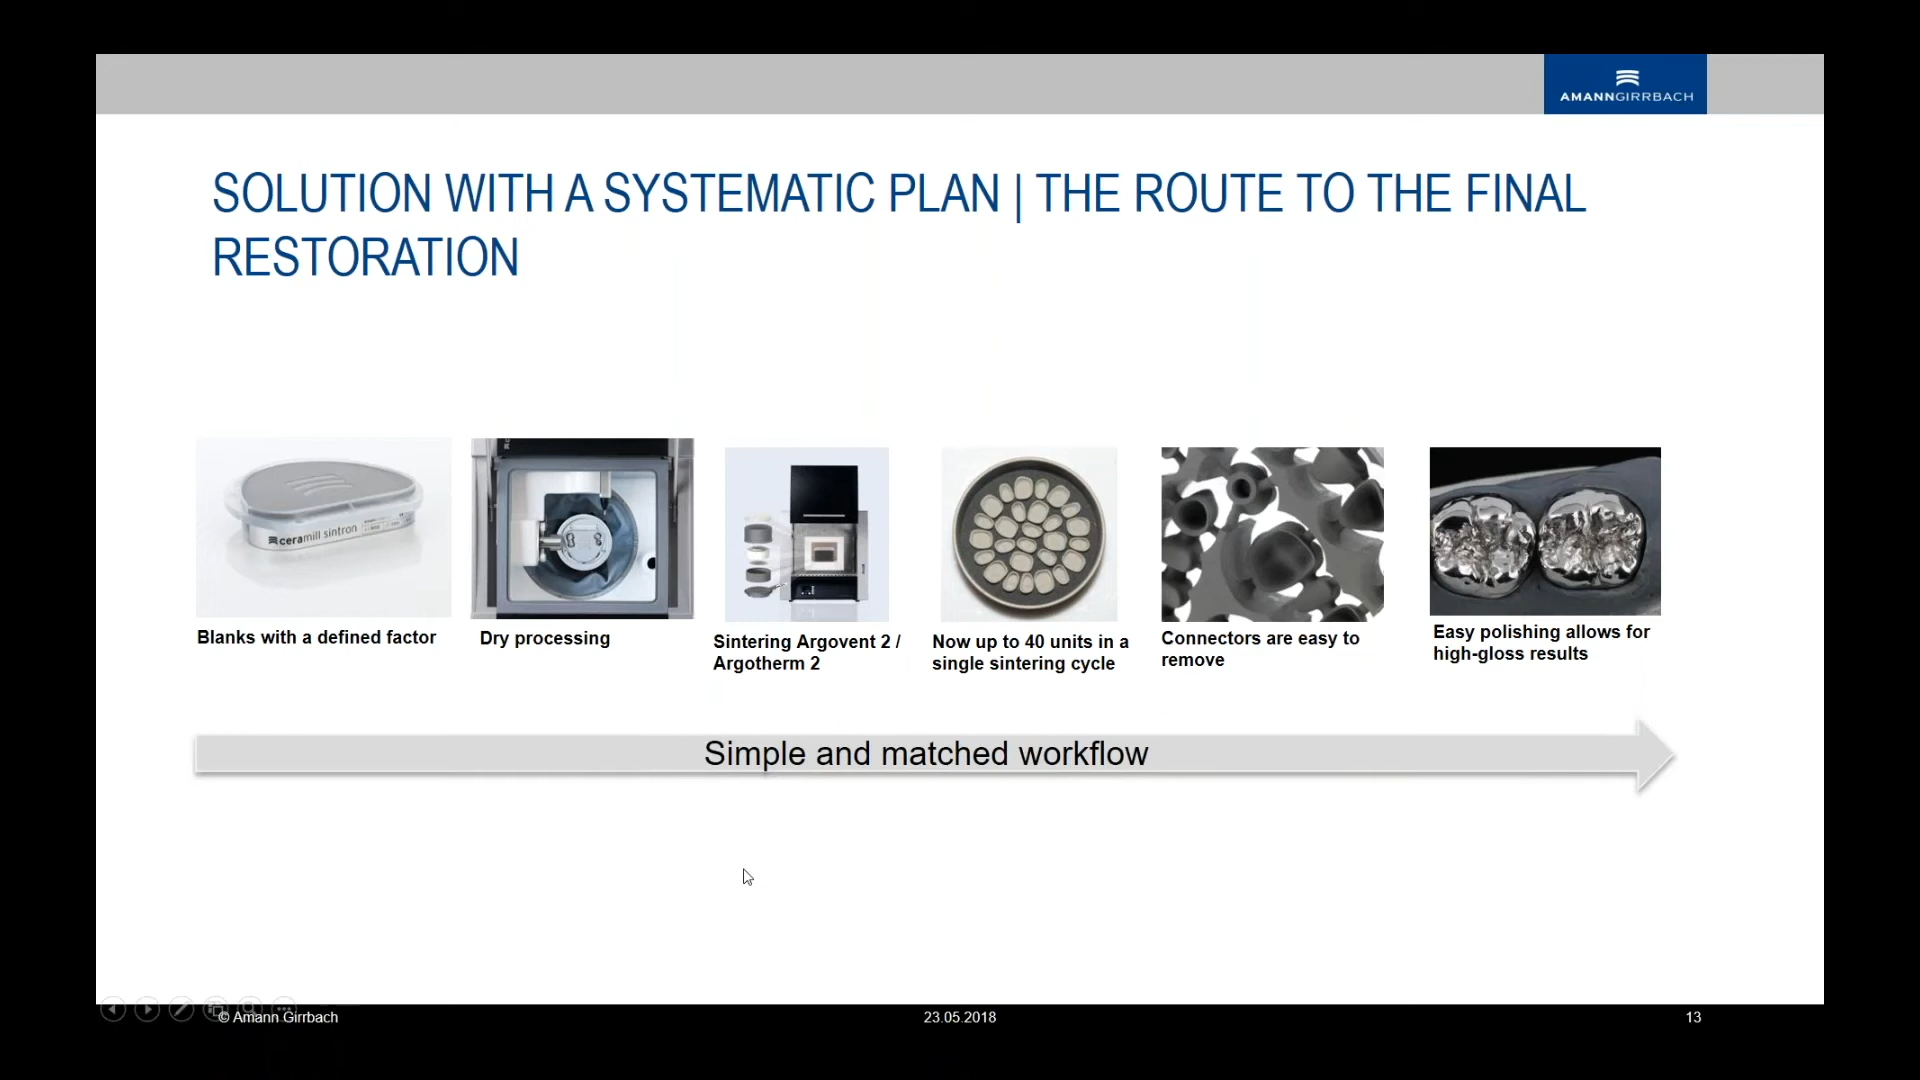 AMANNGIRRBACH
SOLUTION WITH A SYSTEMATIC PLAN | THE ROUTE TO THE FINAL
RESTORATION
ceramill sintron
Blanks with a defined factor
Dry processing
Sintering Argovent 2 /
Argotherm 2
Now up to 40 units in a
single sintering cycle
Connectors are easy to
remove
Easy polishing allows for
high-gloss results
Simple and matched workflow
© Amann Girrbach
23.05.2018
13